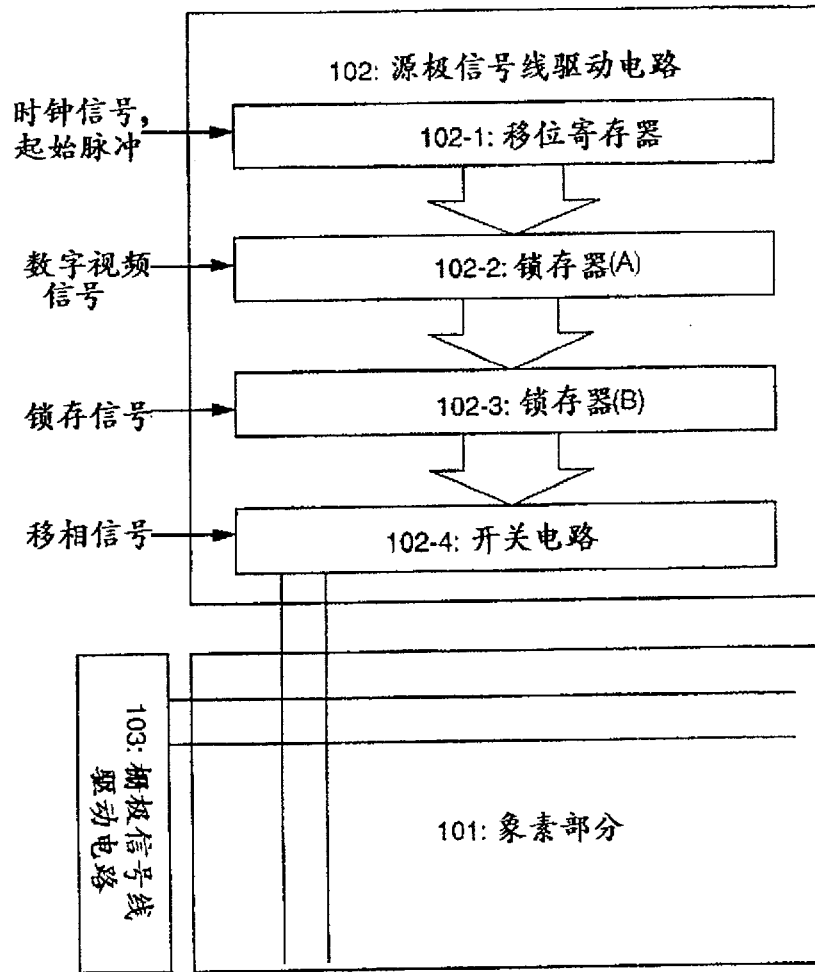 102: 源极信号线驱动电路
时钟信号,
起始脉冲
102-1: 移位寄存器
数字视频
信号
102-2: 锁存器(A)
锁存信号
102-3: 锁存器(B)
移相信号
102-4: 开关电路
103: 栅极信号线
驱动电路
101: 象素部分